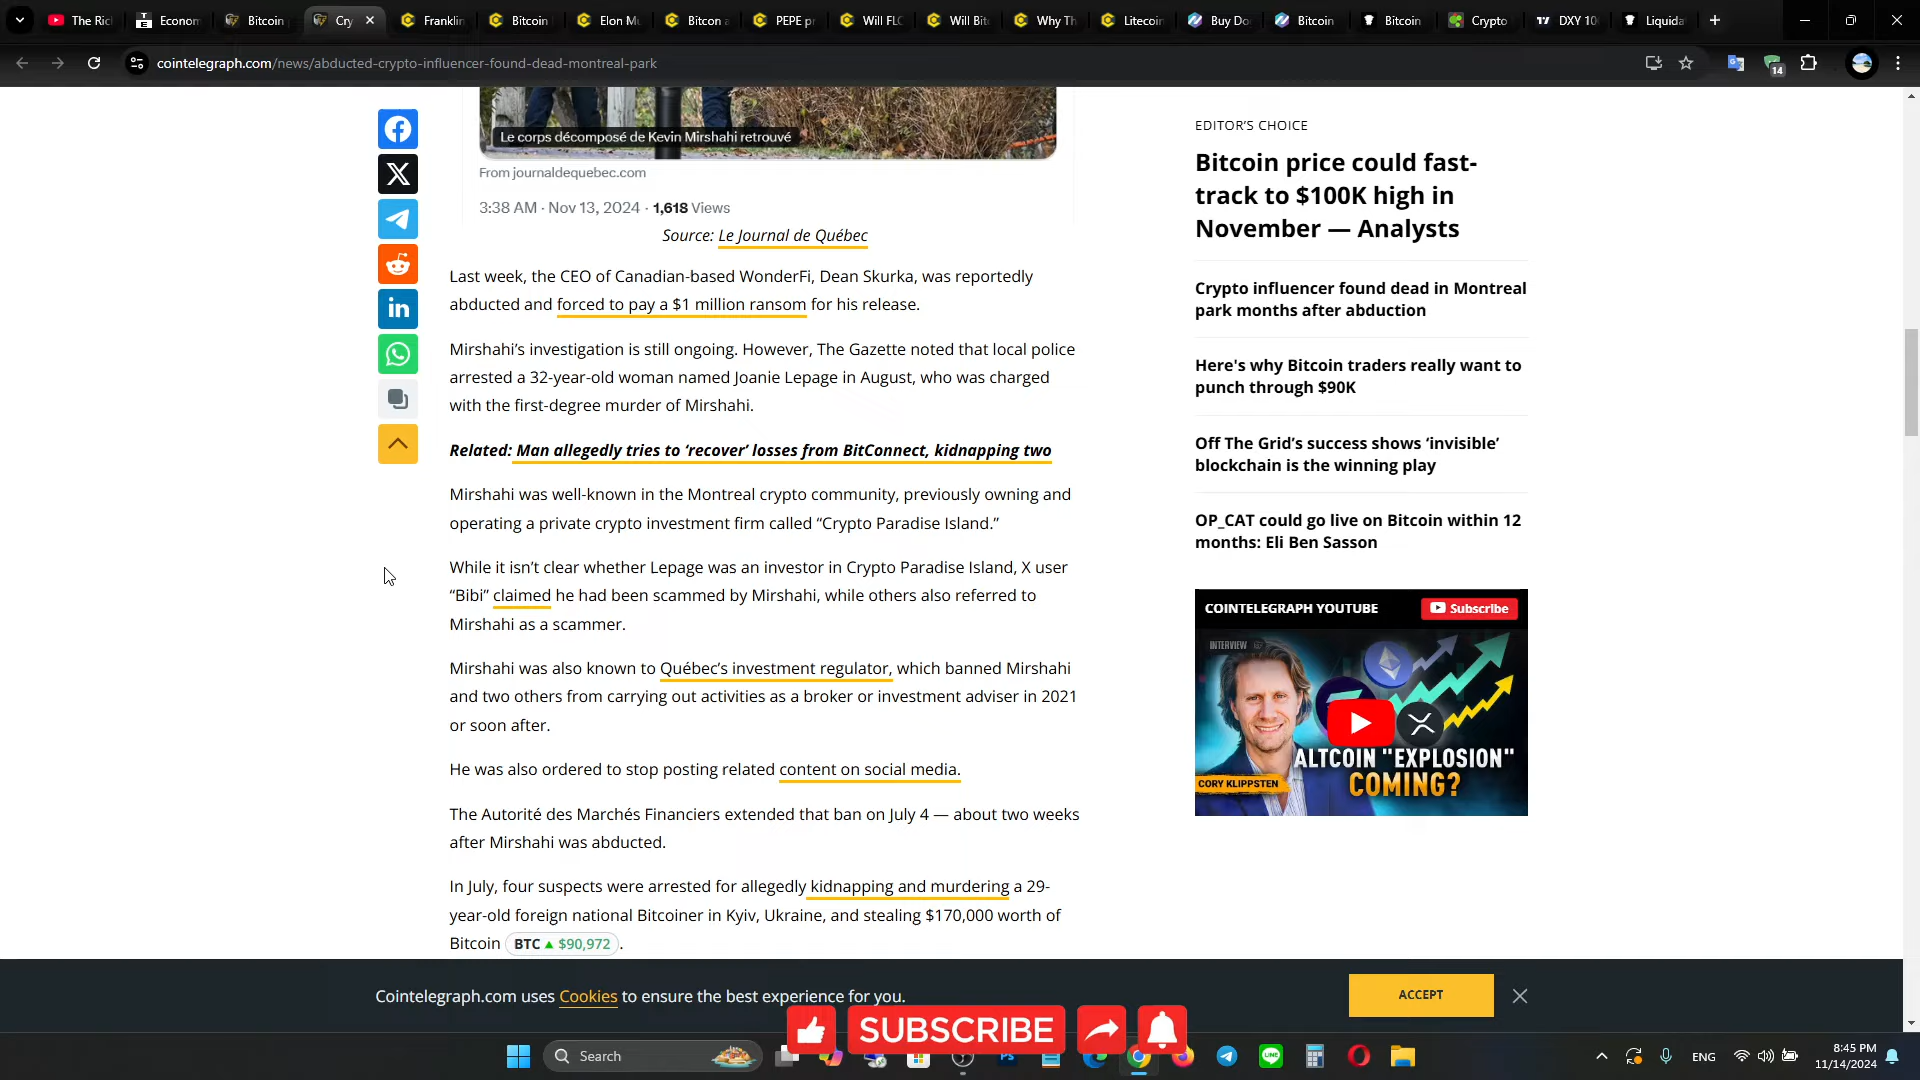 The Ric
Econom
Bitcoin
Cry
Franklin
Bitcoin
Elon Mu
Bitcoin a
PEPE p
Will FLO
Will Bit
Why Th
Litecoin
Buy Do
Bitcoin
Bitcoin
Crypto
DXY 10
Liquida
cointelegraph.com/news/abducted-crypto-influencer-found-dead-montreal-park
14
Le corps décomposé de Kevin Mirshahi retrouvé
From journaldequebec.com
3:38 AM · Nov 13, 2024 · 1,618 Views
Source: Le Journal de Québec
Last week, the CEO of Canadian-based WonderFi, Dean Skurka, was reportedly
abducted and forced to pay a $1 million ransom for his release.
Mirshahi’s investigation is still ongoing. However, The Gazette noted that local police
arrested a 32-year-old woman named Joanie Lepage in August, who was charged
with the first-degree murder of Mirshahi.
Related: Man allegedly tries to ‘recover’ losses from BitConnect, kidnapping two
Mirshahi was well-known in the Montreal crypto community, previously owning and
operating a private crypto investment firm called “Crypto Paradise Island.”
While it isn’t clear whether Lepage was an investor in Crypto Paradise Island, X user
“Bibi” claimed he had been scammed by Mirshahi, while others also referred to
Mirshahi as a scammer.
Mirshahi was also known to Québec’s investment regulator, which banned Mirshahi
and two others from carrying out activities as a broker or investment adviser in 2021
or soon after.
He was also ordered to stop posting related content on social media.
The Autorité des Marchés Financiers extended that ban on July 4 — about two weeks
after Mirshahi was abducted.
In July, four suspects were arrested for allegedly kidnapping and murdering a 29-
year-old foreign national Bitcoiner in Kyiv, Ukraine, and stealing $170,000 worth of
Bitcoin BTC ▲ $90,972 .
EDITOR’S CHOICE
Bitcoin price could fast-
track to $100K high in
November — Analysts
Crypto influencer found dead in Montreal
park months after abduction
Here's why Bitcoin traders really want to
punch through $90K
Off The Grid’s success shows ‘invisible’
blockchain is the winning play
OP_CAT could go live on Bitcoin within 12
months: Eli Ben Sasson
COINTELEGRAPH YOUTUBE
Subscribe
INTERVIEW
ALTCOIN "EXPLOSION"
COMING?
CORY KLIPPSTEN
Cointelegraph.com uses Cookies to ensure the best experience for you.
ACCEPT
SUBSCRIBE
Search
ENG
8:45 PM
11/14/2024